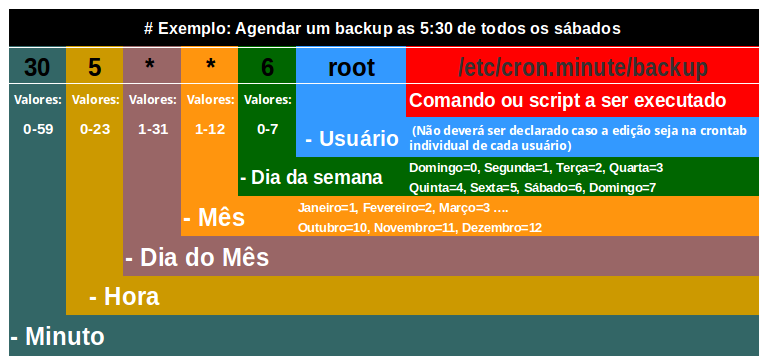 # Exemplo: Agendar um backup as 5:30 de todos os sábados
30 5 * * 6 root /etc/cron.minute/backup
Valores: Valores: Valores: Valores: Valores: Comando ou script a ser executado
0-59 0-23 1-31 1-12 0-7
- Usuário (Não deverá ser declarado caso a edição seja na crontab
individual de cada usuário)
- Dia da semana Domingo=0, Segunda=1, Terça=2, Quarta=3
Quinta=4, Sexta=5, Sábado=6, Domingo=7
- Mês Janeiro=1, Fevereiro=2, Março=3 ....
Outubro=10, Novembro=11, Dezembro=12
- Dia do Mês
- Hora
- Minuto